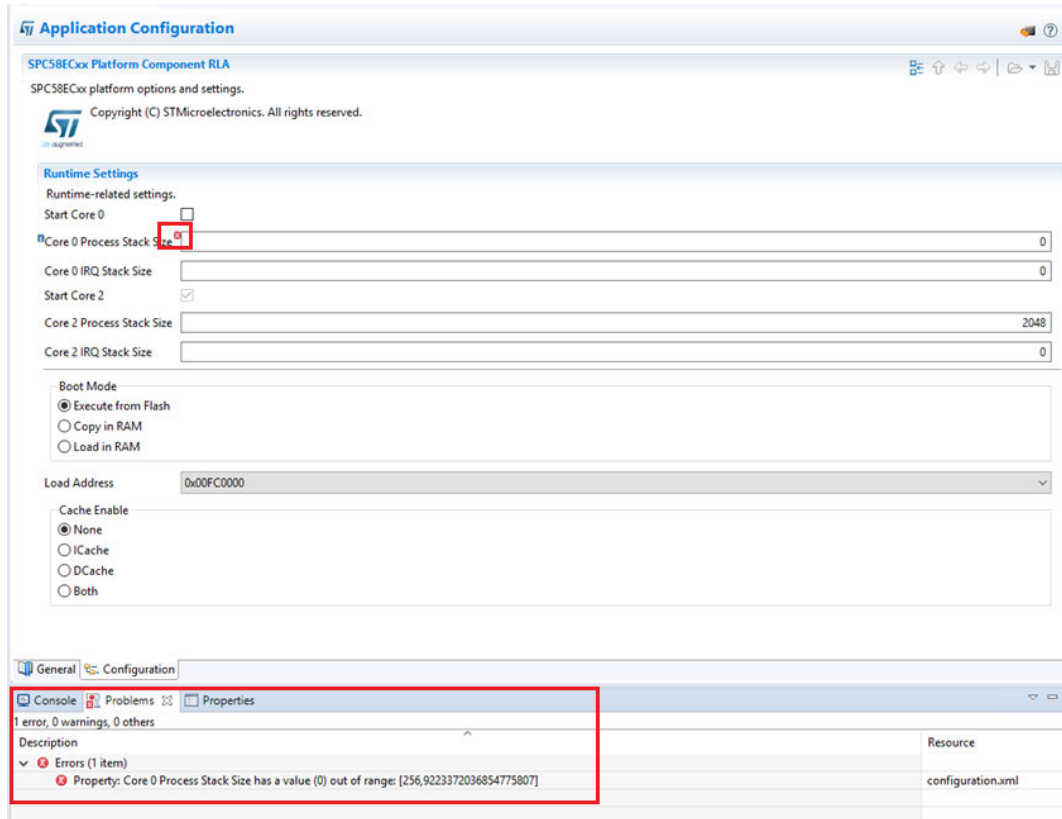 Application Configuration
SPC58ECxx Platform Component RLA
SPC58ECxx platform options and settings.
Copyright (C) STMicroelectronics. All rights reserved.
Runtime Settings
Runtime-related settings.
Start Core 0
Core 0 Process Stack Size 0
Core 0 IRQ Stack Size 0
Start Core 2
Core 2 Process Stack Size 2048
Core 2 IRQ Stack Size 0
Boot Mode
Execute from Flash
Copy in RAM
Load in RAM
Load Address 0x00FC0000
Cache Enable
None
ICache
DCache
Both
General Configuration
Console Problems Properties
1 error, 0 warnings, 0 others
Description Resource
Errors (1 item)
Property: Core 0 Process Stack Size has a value (0) out of range: [256,9223372036854775807] configuration.xml